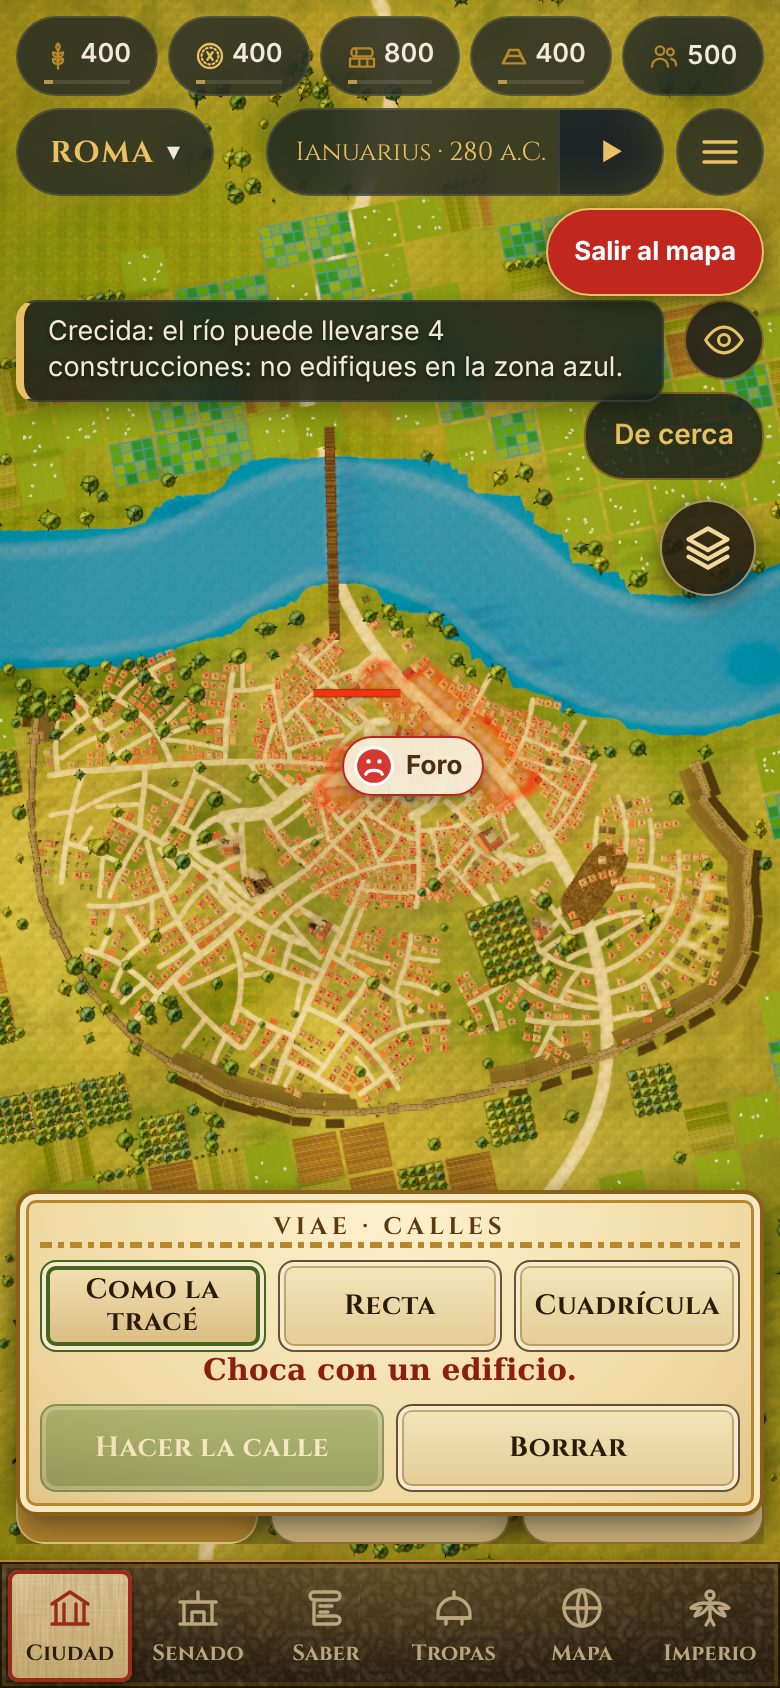 400
400
800
400
500
ROMA ▾
IANUARIUS · 280 A.C.
Salir al mapa
Crecida: el río puede llevarse 4
construcciones: no edifiques en la zona azul.
De cerca
Foro
VIAE · CALLES
COMO LA
TRACÉ
RECTA
CUADRÍCULA
Choca con un edificio.
HACER LA CALLE
BORRAR
CIUDAD
SENADO
SABER
TROPAS
MAPA
IMPERIO